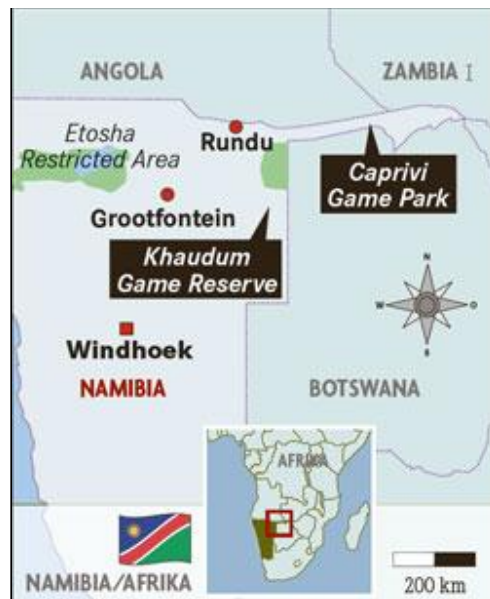 ANGOLA
ZAMBIA
Rundu
Etosha
Restricted Area
Caprivi
Game Park
Grootfontein
Khaudum
Game Reserve
N
W
O
S
Windhoek
NAMIBIA
BOTSWANA
AFRIKA
NAMIBIA/AFRIKA
200 km